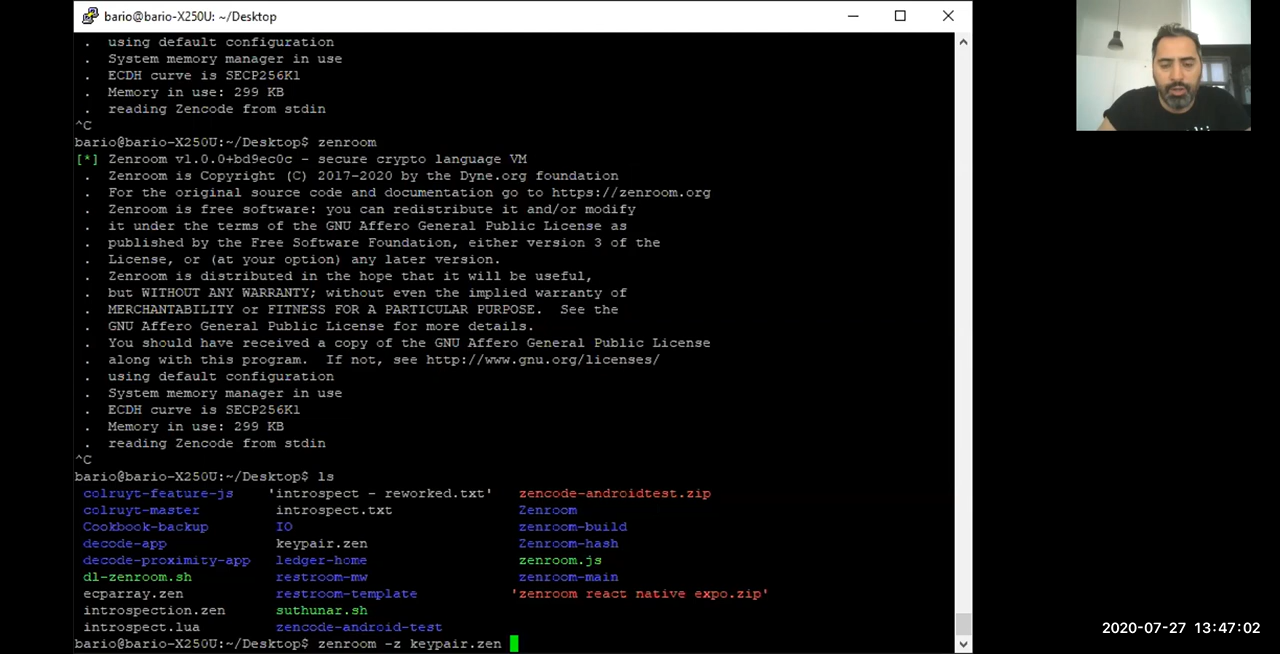 bario@bario-X250U: ~/Desktop
. using default configuration
. System memory manager in use
. ECDH curve is SECP256K1
. Memory in use: 299 KB
. reading Zencode from stdin
^C
bario@bario-X250U:~/Desktop$ zenroom
[*] Zenroom v1.0.0+bd9ec0c - secure crypto language VM
. Zenroom is Copyright (C) 2017-2020 by the Dyne.org foundation
. For the original source code and documentation go to https://zenroom.org
. Zenroom is free software: you can redistribute it and/or modify
. it under the terms of the GNU Affero General Public License as
. published by the Free Software Foundation, either version 3 of the
. License, or (at your option) any later version.
. Zenroom is distributed in the hope that it will be useful,
. but WITHOUT ANY WARRANTY; without even the implied warranty of
. MERCHANTABILITY or FITNESS FOR A PARTICULAR PURPOSE.  See the
. GNU Affero General Public License for more details.
. You should have received a copy of the GNU Affero General Public License
. along with this program.  If not, see http://www.gnu.org/licenses/
. using default configuration
. System memory manager in use
. ECDH curve is SECP256K1
. Memory in use: 299 KB
. reading Zencode from stdin
^C
bario@bario-X250U:~/Desktop$ ls
colruyt-feature-js 'introspect - reworked.txt' zencode-androidtest.zip
colruyt-master introspect.txt Zenroom
Cookbook-backup IO zenroom-build
decode-app keypair.zen Zenroom-hash
decode-proximity-app ledger-home zenroom.js
dl-zenroom.sh restroom-mw zenroom-main
ecparray.zen restroom-template 'zenroom react native expo.zip'
introspection.zen suthunar.sh
introspect.lua zencode-android-test
bario@bario-X250U:~/Desktop$ zenroom -z keypair.zen
2020-07-27 13:47:02